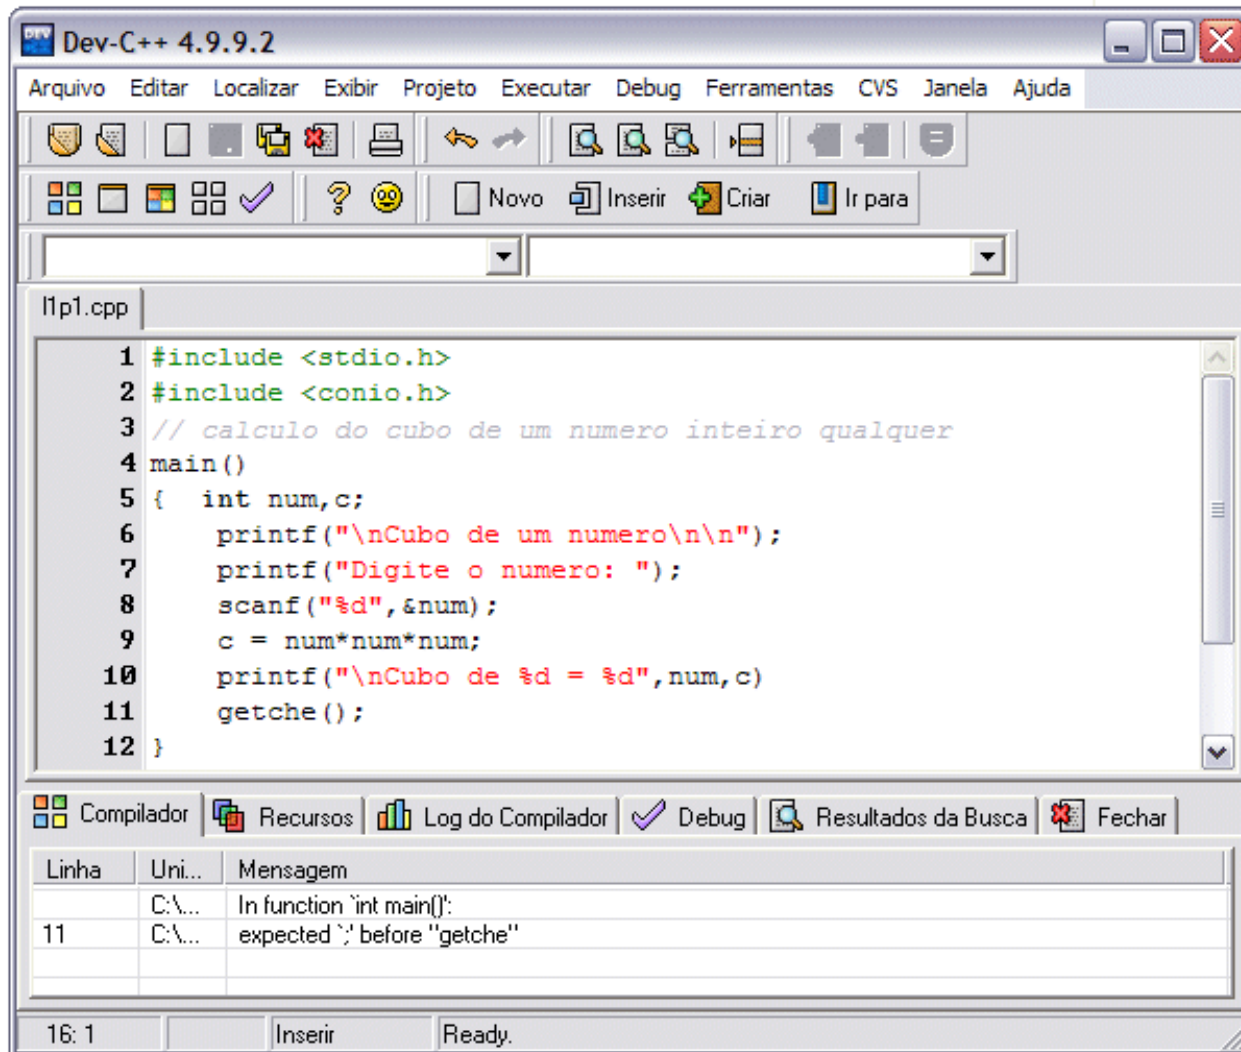 Dev-C++ 4.9.9.2
Arquivo Editar Localizar Exibir Projeto Executar Debug Ferramentas CVS Janela Ajuda
Novo Inserir Criar Ir para
l1p1.cpp
1 #include <stdio.h>
2 #include <conio.h>
3 // calculo do cubo de um numero inteiro qualquer
4 main()
5 { int num,c;
6 printf("\nCubo de um numero\n\n");
7 printf("Digite o numero: ");
8 scanf("%d",&num);
9 c = num*num*num;
10 printf("\nCubo de %d = %d",num,c)
11 getche();
12 }
Compilador Recursos Log do Compilador Debug Resultados da Busca Fechar
Linha Uni... Mensagem
C:\... In function `int main()':
11 C:\... expected `;' before "getche"
16: 1 Inserir Ready.